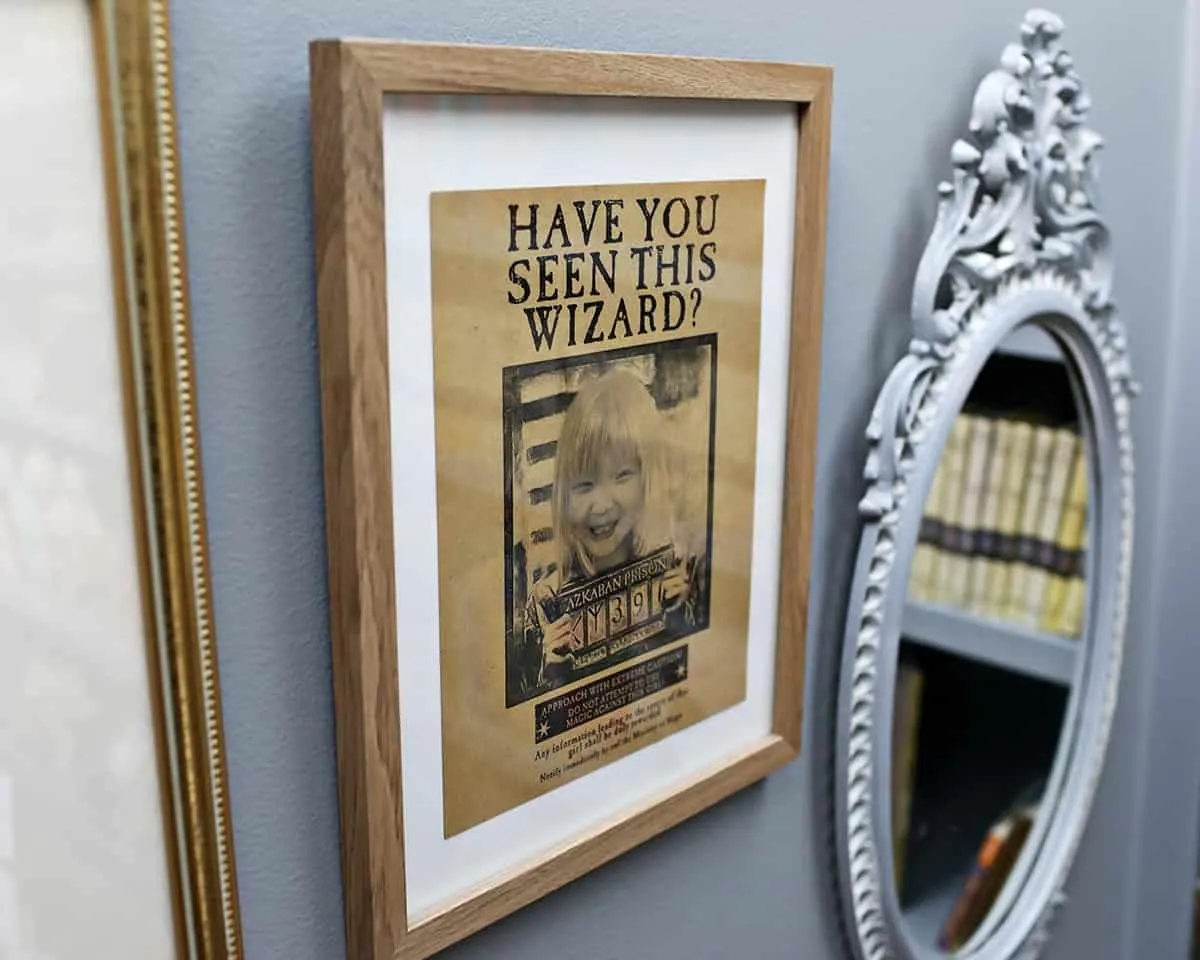 HAVE YOU
SEEN THIS
WIZARD?
AZKABAN PRISON
Y 3 9
APPROACH WITH EXTREME CAUTION!
DO NOT ATTEMPT TO USE
MAGIC AGAINST THIS GIRL!
Any information leading to the arrest of this
girl shall be duly rewarded
Notify immediately by owl the Ministry of Magic